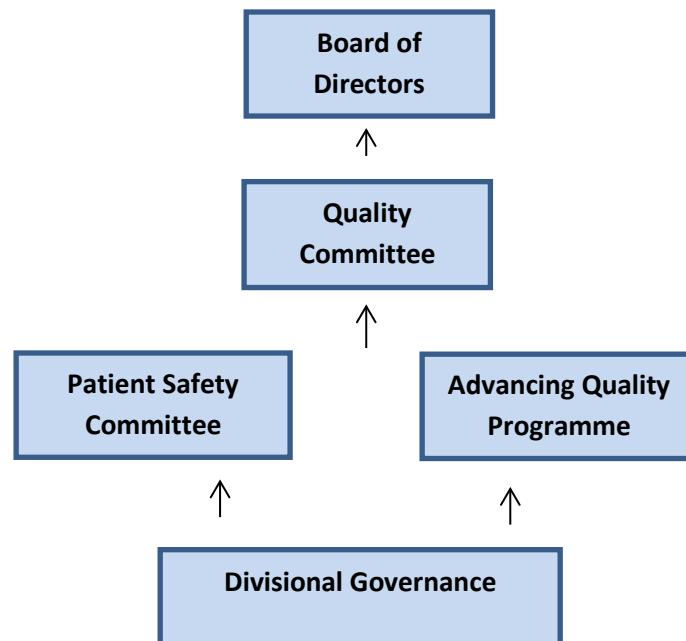 Board of
Directors
Quality
Committee
Patient Safety
Committee
Advancing Quality
Programme
Divisional Governance